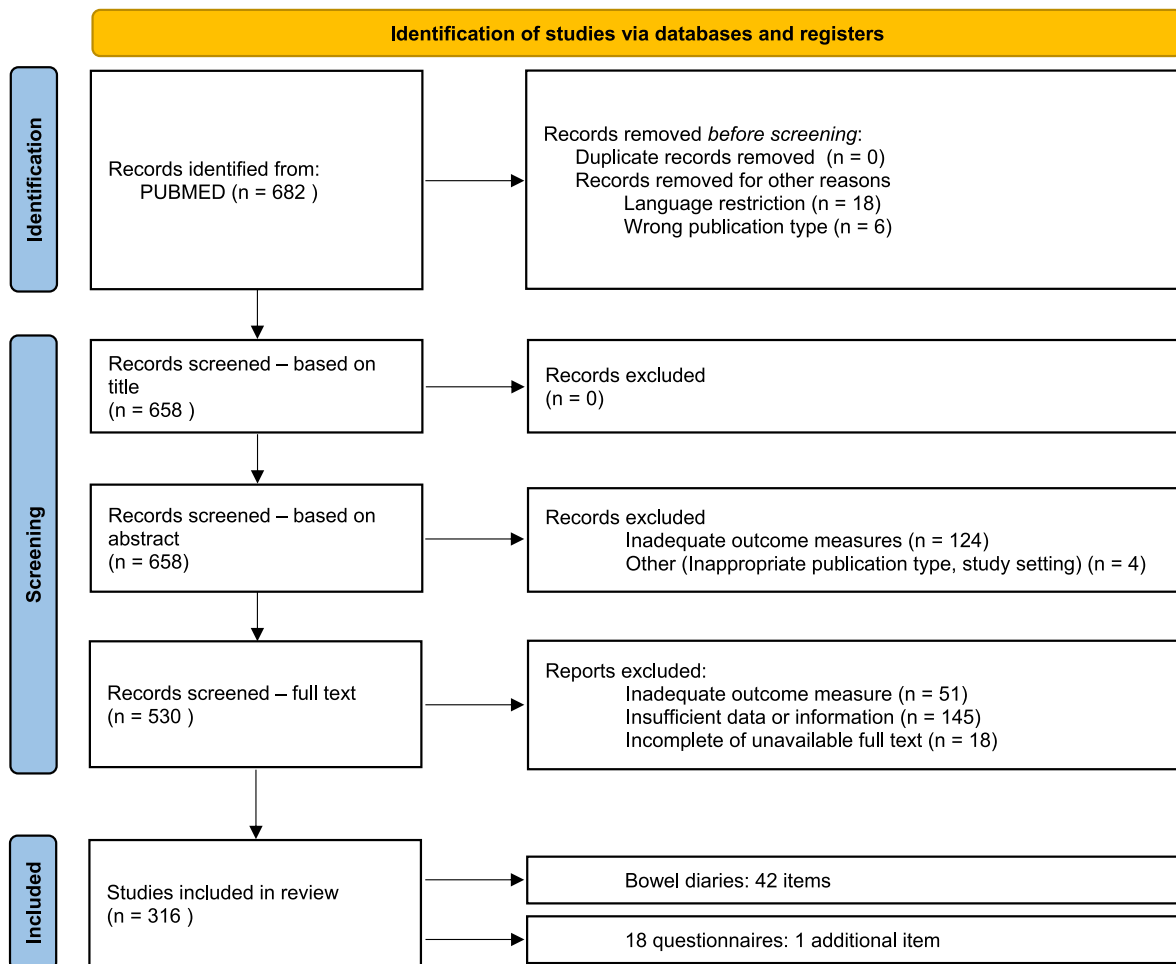 Identification of studies via databases and registers
Identification
Records identified from:
PUBMED (n = 682 )
Records removed before screening:
Duplicate records removed  (n = 0)
Records removed for other reasons
Language restriction (n = 18)
Wrong publication type (n = 6)
Screening
Records screened – based on
title
(n = 658 )
Records excluded
(n = 0)
Records screened – based on
abstract
(n = 658)
Records excluded
Inadequate outcome measures (n = 124)
Other (Inappropriate publication type, study setting) (n = 4)
Records screened – full text
(n = 530 )
Reports excluded:
Inadequate outcome measure (n = 51)
Insufficient data or information (n = 145)
Incomplete of unavailable full text (n = 18)
Included
Studies included in review
(n = 316 )
Bowel diaries: 42 items
18 questionnaires: 1 additional item